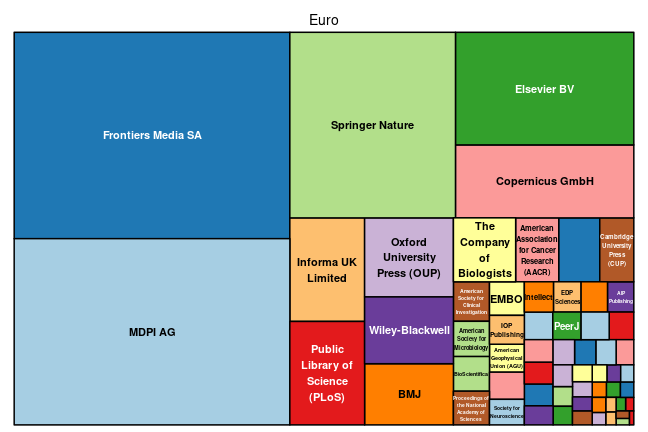 Euro
Frontiers Media SA
MDPI AG
Springer Nature
Elsevier BV
Copernicus GmbH
Informa UK
Limited
Public
Library of
Science
(PLoS)
Oxford
University
Press (OUP)
Wiley-Blackwell
BMJ
The
Company
of
Biologists
American
Association
for Cancer
Research
(AACR)
Cambridge
University
Press
(CUP)
American
Society for
Clinical
Investigation
American
Society for
Microbiology
BioScientifica
Proceedings of
the National
Academy of
Sciences
EMBO
IOP
Publishing
American
Geophysical
Union (AGU)
Society for
Neuroscience
Intellect
EDP
Sciences
AIP
Publishing
PeerJ